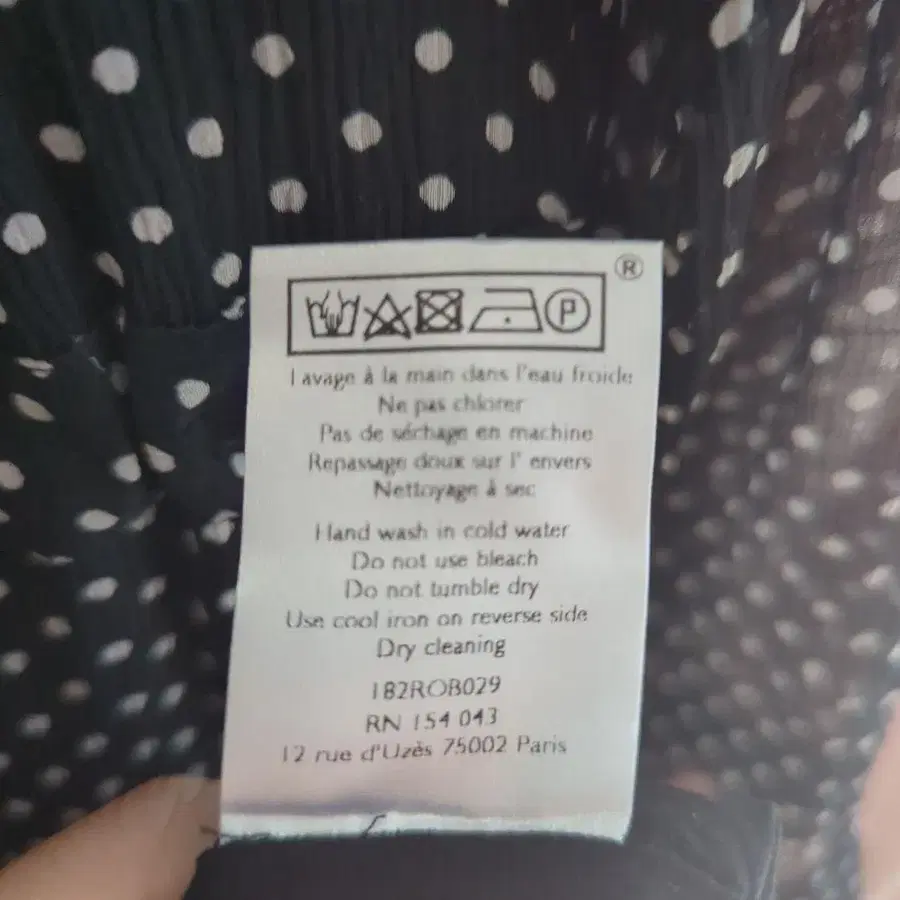 ®
P
Lavage à la main dans l'eau froide
Ne pas chlorer
Pas de séchage en machine
Repassage doux sur l' envers
Nettoyage à sec
Hand wash in cold water
Do not use bleach
Do not tumble dry
Use cool iron on reverse side
Dry cleaning
182ROB029
RN 154 043
12 rue d'Uzès 75002 Paris